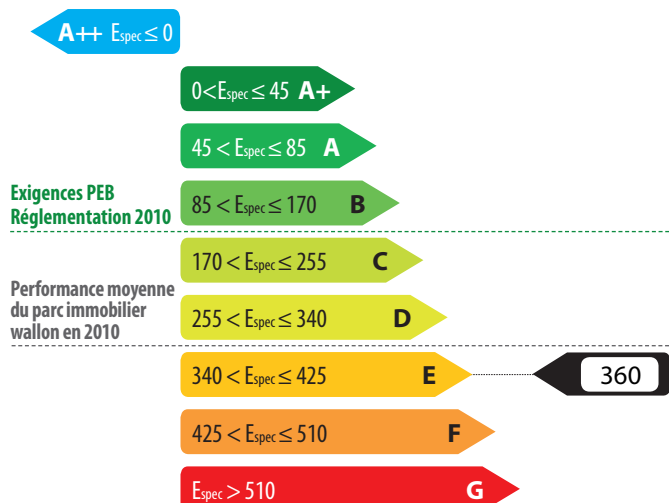 A++ Espec ≤ 0
0<Espec ≤ 45 A+
45 < Espec ≤ 85 A
Exigences PEB
Réglementation 2010
85 < Espec ≤ 170 B
170 < Espec ≤ 255 C
Performance moyenne
du parc immobilier
wallon en 2010
255 < Espec ≤ 340 D
340 < Espec ≤ 425 E
360
425 < Espec ≤ 510 F
Espec > 510 G